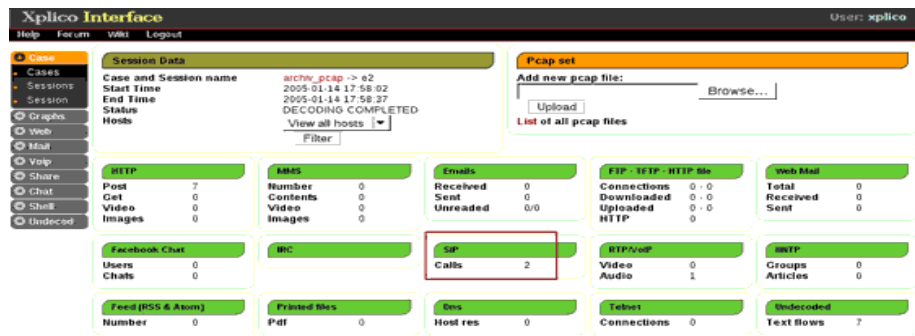 Xplico Interface
User: xplico
Help Forum Wiki Logout
Case
Cases
Sessions
Session
Graphs
Web
Mail
Voip
Share
Chat
Shell
Undecod
Session Data
Case and Session name archiv_pcap -> e2
Start Time 2005-01-14 17:58:02
End Time 2005-01-14 17:58:37
Status DECODING COMPLETED
Hosts View all hosts
Filter
Pcap set
Add new pcap file:
Browse...
Upload
List of all pcap files
HTTP
Post 7
Get 0
Video 0
Images 0
MMS
Number 0
Contents 0
Video 0
Images 0
Emails
Received 0
Sent 0
Unreaded 0/0
FTP - TFTP - HTTP file
Connections 0 - 0
Downloaded 0 - 0
Uploaded 0 - 0
HTTP 0
Web Mail
Total 0
Received 0
Sent 0
Facebook Chat
Users 0
Chats 0
IRC
SIP
Calls 2
RTP/VoIP
Video 0
Audio 1
NNTP
Groups 0
Articles 0
Feed (RSS & Atom)
Number 0
Printed files
Pdf 0
Dns
Host res 0
Telnet
Connections 0
Undecoded
Text flows 7